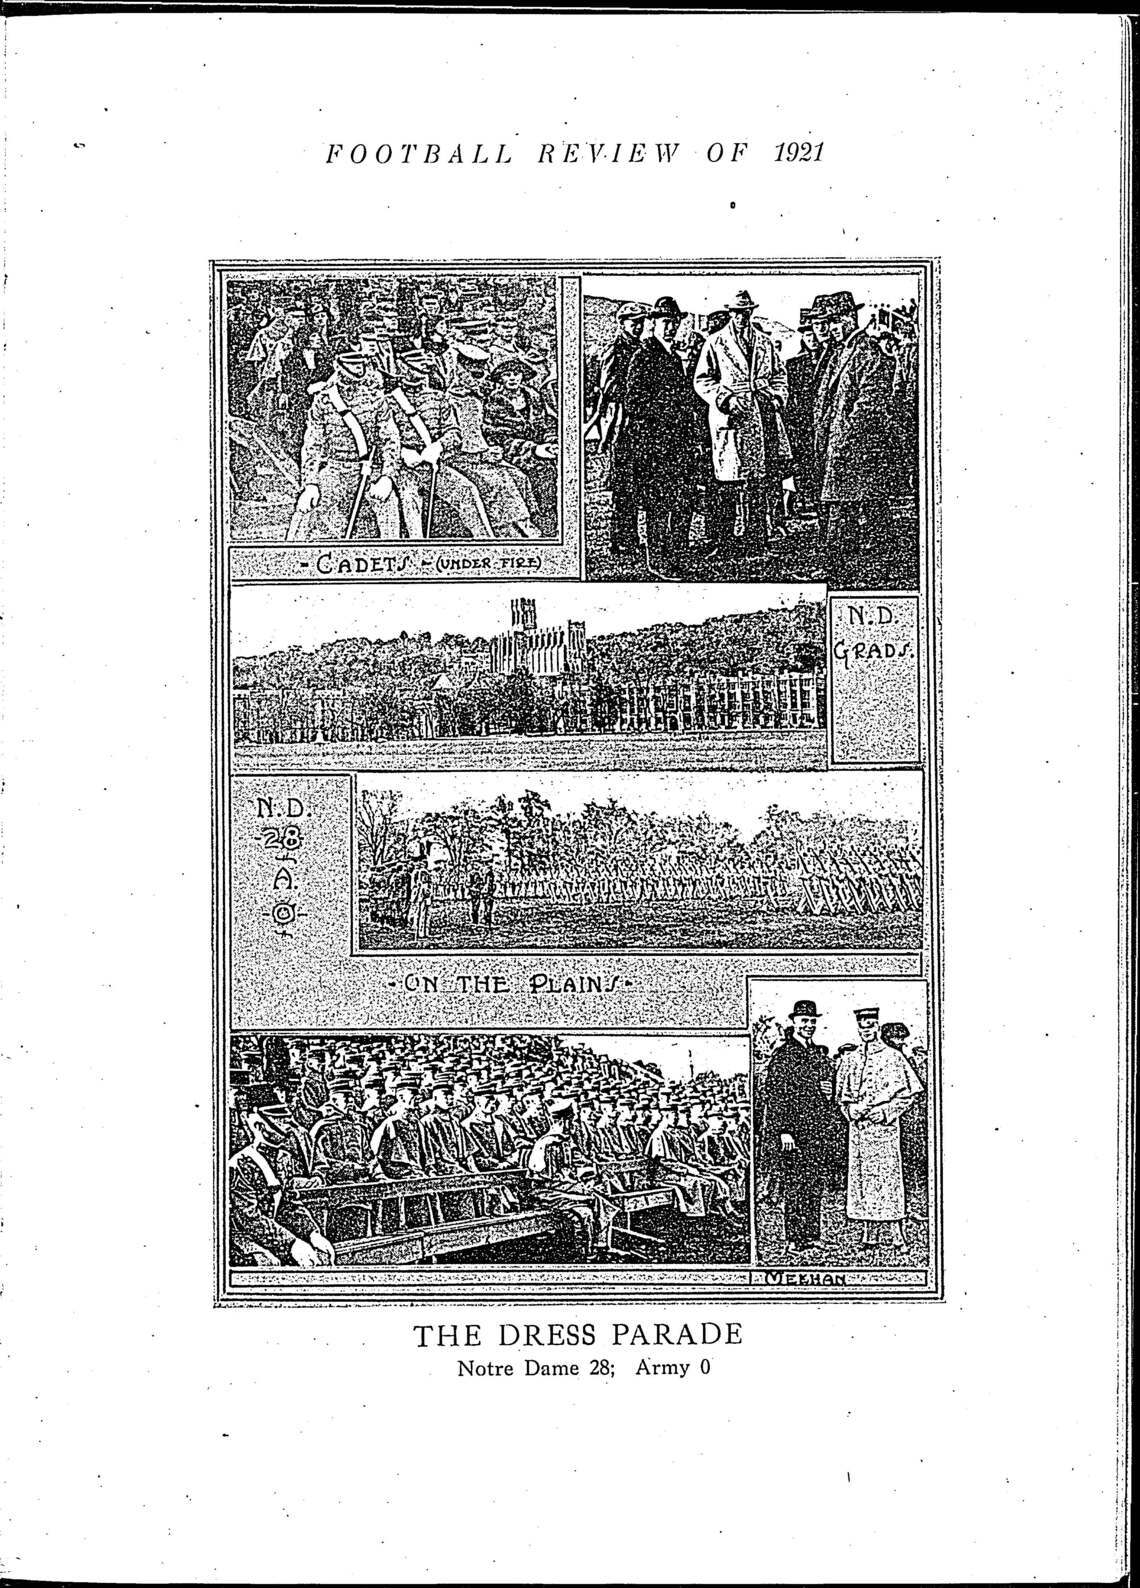 FOOTBALL REVIEW OF 1921
- CADETS - (UNDER FIRE)
N.D.
GRADS.
N.D.
28
A.
0
- ON THE PLAINS -
MEEHAN
THE DRESS PARADE
Notre Dame 28; Army 0